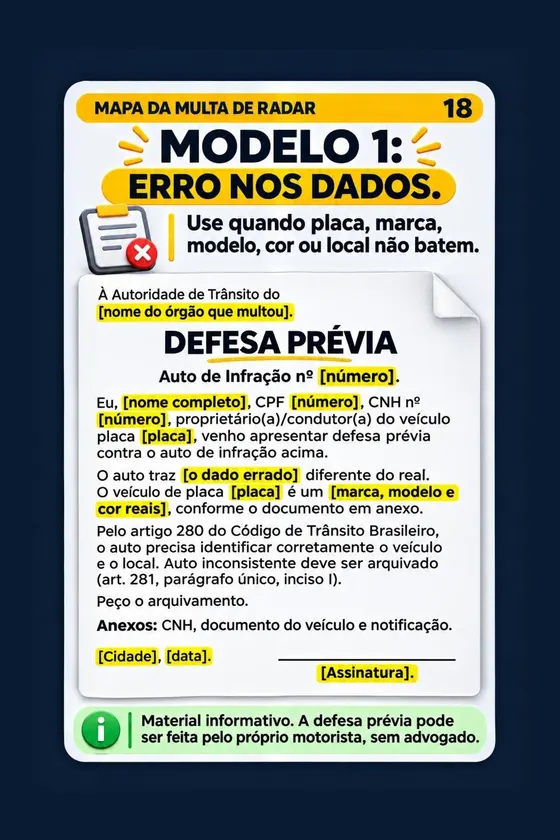 MAPA DA MULTA DE RADAR 18
MODELO 1:
ERRO NOS DADOS.
Use quando placa, marca,
modelo, cor ou local não batem.
À Autoridade de Trânsito do
[nome do órgão que multou].
DEFESA PRÉVIA
Auto de Infração nº [número].
Eu, [nome completo], CPF [número], CNH nº
[número], proprietário(a)/condutor(a) do veículo
placa [placa], venho apresentar defesa prévia
contra o auto de infração acima.
O auto traz [o dado errado] diferente do real.
O veículo de placa [placa] é um [marca, modelo e
cor reais], conforme o documento em anexo.
Pelo artigo 280 do Código de Trânsito Brasileiro,
o auto precisa identificar corretamente o veículo
e o local. Auto inconsistente deve ser arquivado
(art. 281, parágrafo único, inciso I).
Peço o arquivamento.
Anexos: CNH, documento do veículo e notificação.
[Cidade], [data].
[Assinatura].
Material informativo. A defesa prévia pode
ser feita pelo próprio motorista, sem advogado.